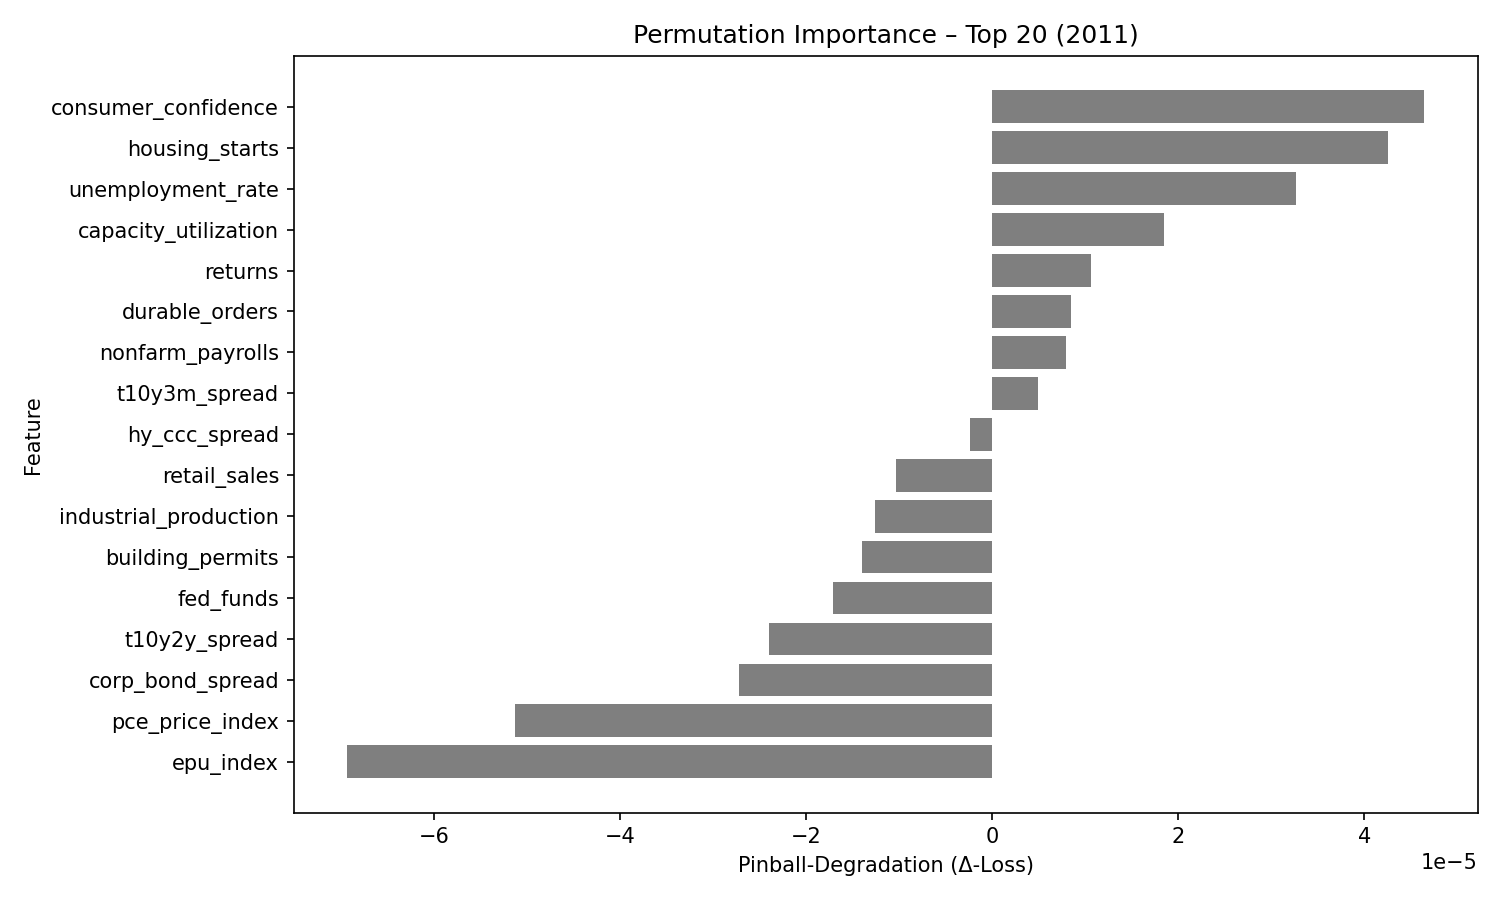 Permutation Importance – Top 20 (2011)
consumer_confidence
housing_starts
unemployment_rate
capacity_utilization
returns
durable_orders
nonfarm_payrolls
t10y3m_spread
hy_ccc_spread
retail_sales
industrial_production
building_permits
fed_funds
t10y2y_spread
corp_bond_spread
pce_price_index
epu_index
Feature
−6 −4 −2 0 2 4
1e−5
Pinball-Degradation (Δ-Loss)